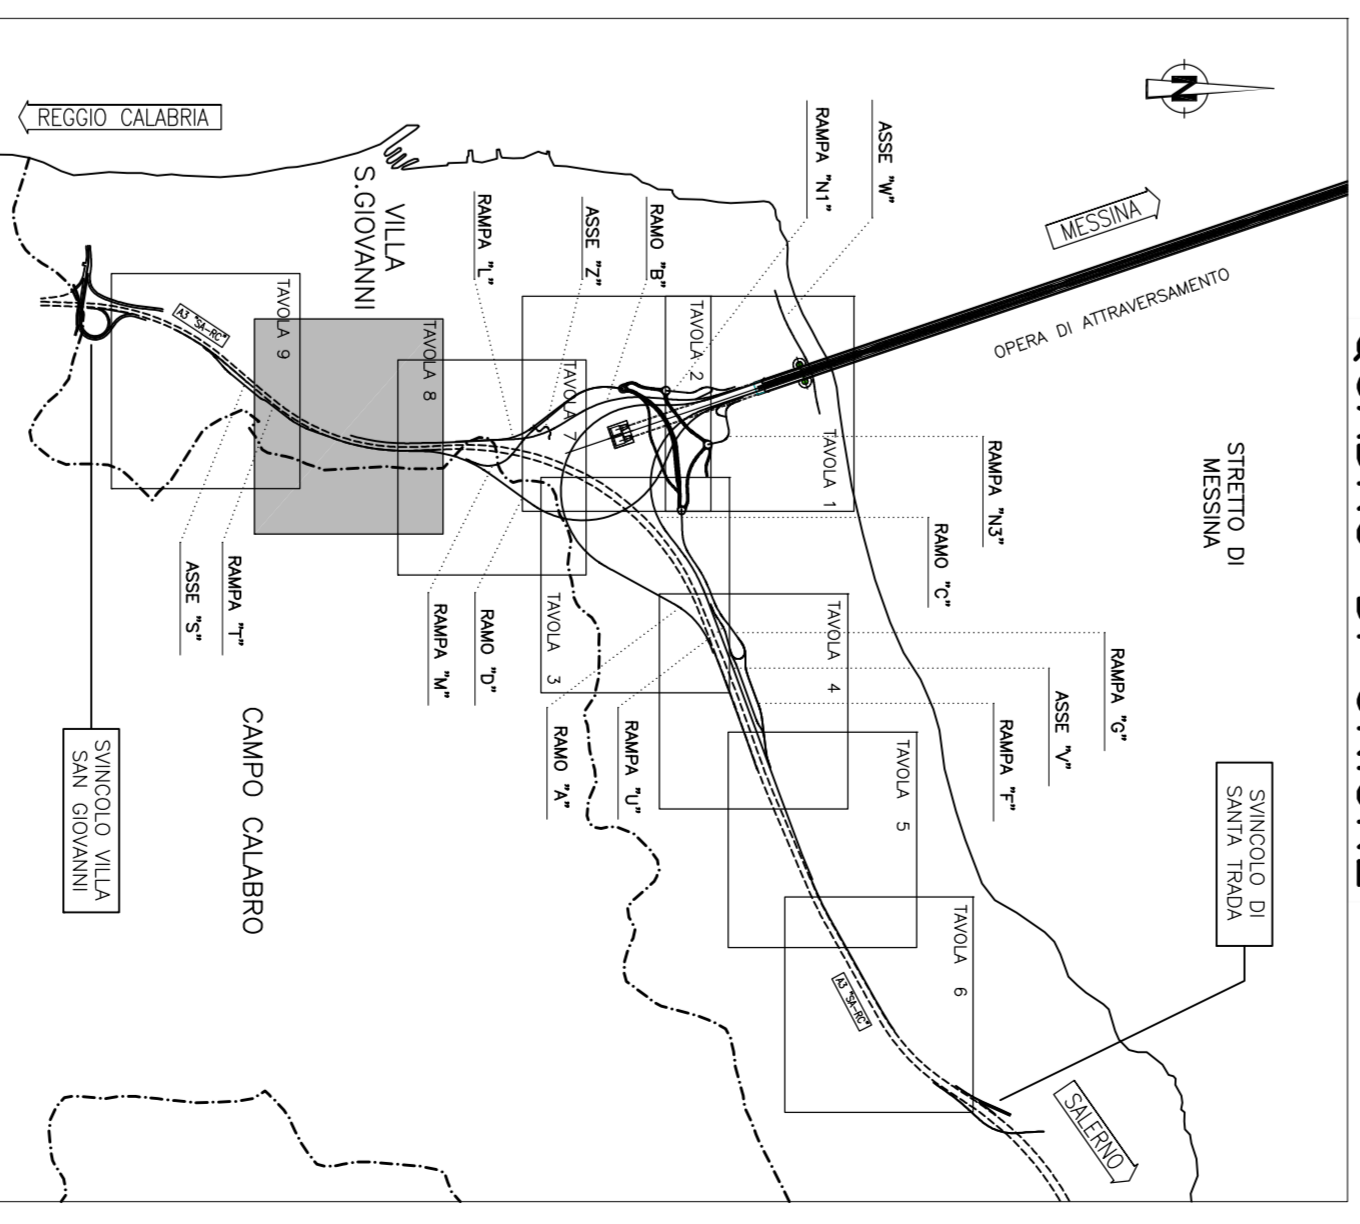 N
REGGIO CALABRIA
VILLA
S.GIOVANNI
RAMPA "L"
ASSE "Z"
RAMO "B"
RAMPA "N1"
ASSE "W"
MESSINA
OPERA DI ATTRAVERSAMENTO
STRETTO DI
MESSINA
TAVOLA 9
A3 "SA-RC"
TAVOLA 8
TAVOLA 7
TAVOLA 2
TAVOLA 1
RAMPA "N3"
RAMO "C"
TAVOLA 3
TAVOLA 4
TAVOLA 5
TAVOLA 6
ASSE "S"
RAMPA "T"
RAMPA "M"
RAMO "D"
RAMO "A"
RAMPA "U"
RAMPA "F"
ASSE "V"
RAMPA "G"
CAMPO CALABRO
SVINCOLO VILLA
SAN GIOVANNI
SVINCOLO DI
SANTA TRADA
A3 "SA-RC"
SALERNO